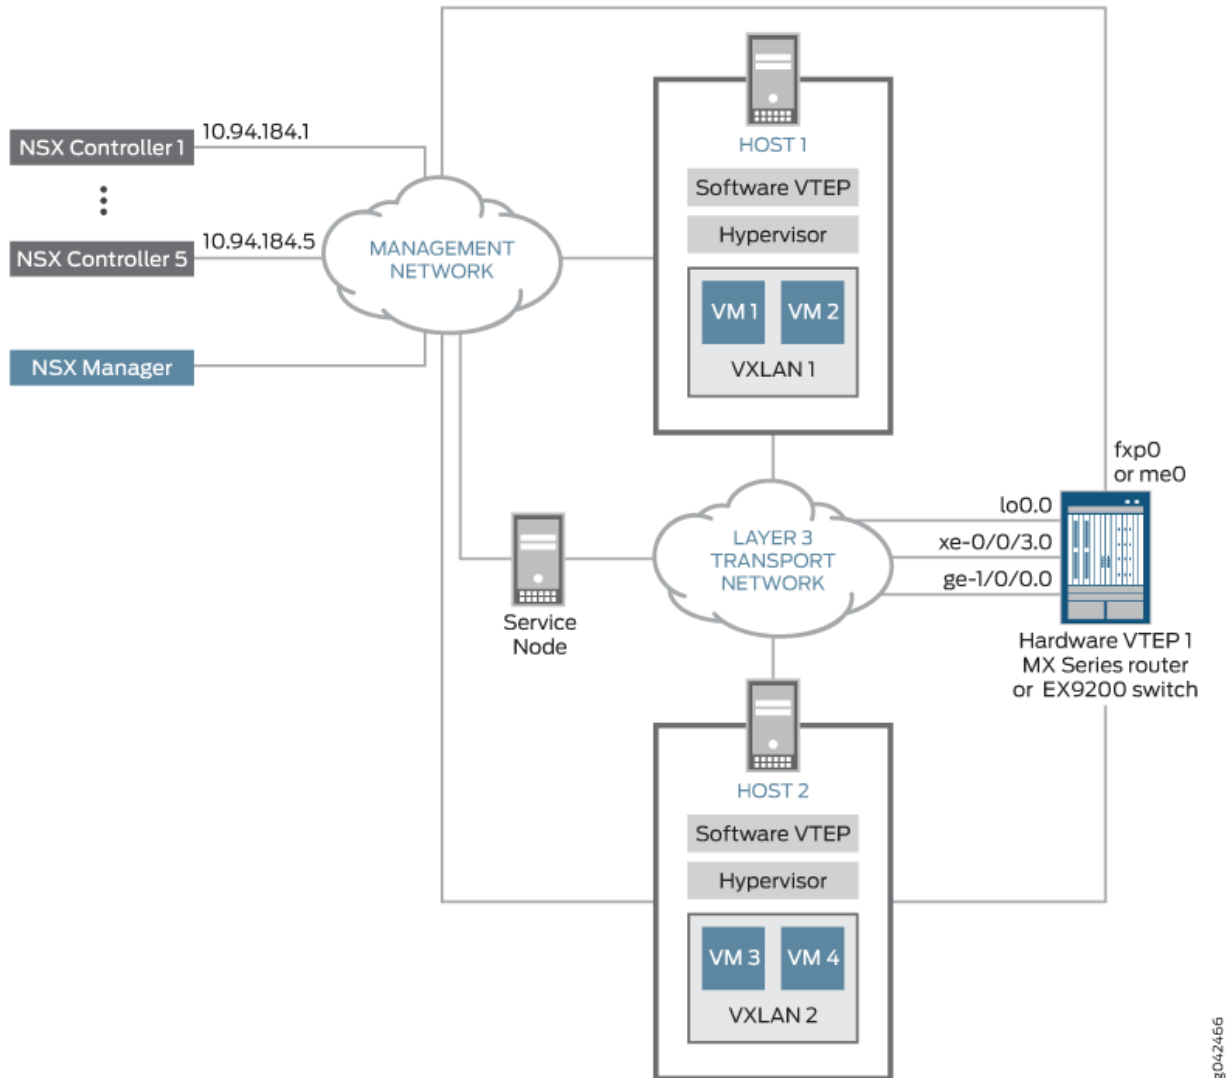 NSX Controller 1
10.94.184.1
NSX Controller 5
10.94.184.5
NSX Manager
MANAGEMENT
NETWORK
HOST 1
Software VTEP
Hypervisor
VM 1
VM 2
VXLAN 1
fxp0
or me0
lo0.0
xe-0/0/3.0
ge-1/0/0.0
LAYER 3
TRANSPORT
NETWORK
Service
Node
Hardware VTEP 1
MX Series router
or EX9200 switch
HOST 2
Software VTEP
Hypervisor
VM 3
VM 4
VXLAN 2
g042466